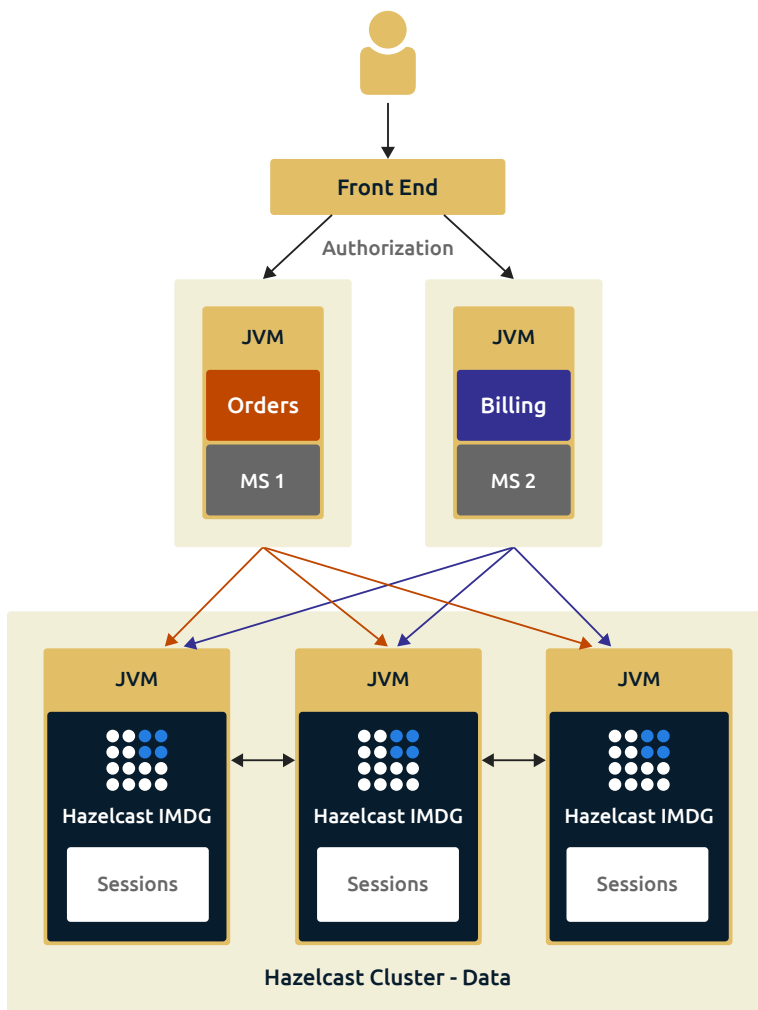 Front End
Authorization
JVM
JVM
Orders
Billing
MS 1
MS 2
JVM
JVM
JVM
Hazelcast IMDG
Hazelcast IMDG
Hazelcast IMDG
Sessions
Sessions
Sessions
Hazelcast Cluster - Data